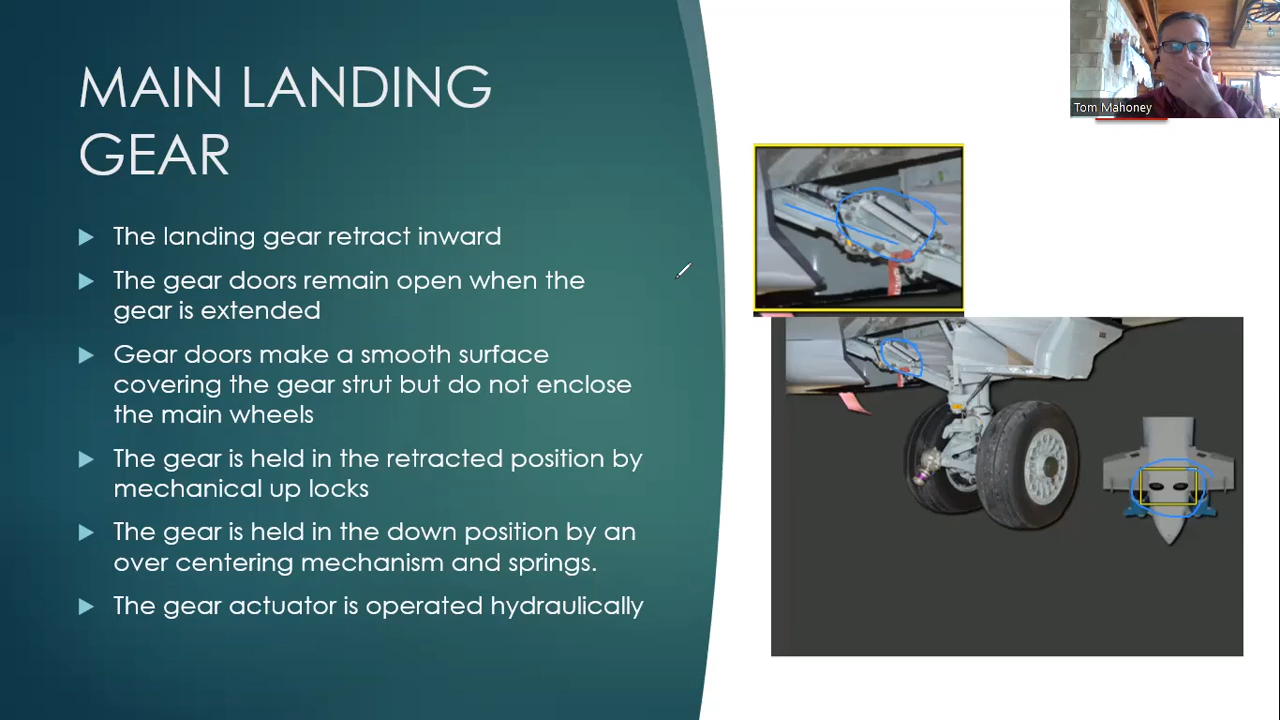 MAIN LANDING
GEAR
The landing gear retract inward
The gear doors remain open when the
gear is extended
Gear doors make a smooth surface
covering the gear strut but do not enclose
the main wheels
The gear is held in the retracted position by
mechanical up locks
The gear is held in the down position by an
over centering mechanism and springs.
The gear actuator is operated hydraulically
Tom Mahoney